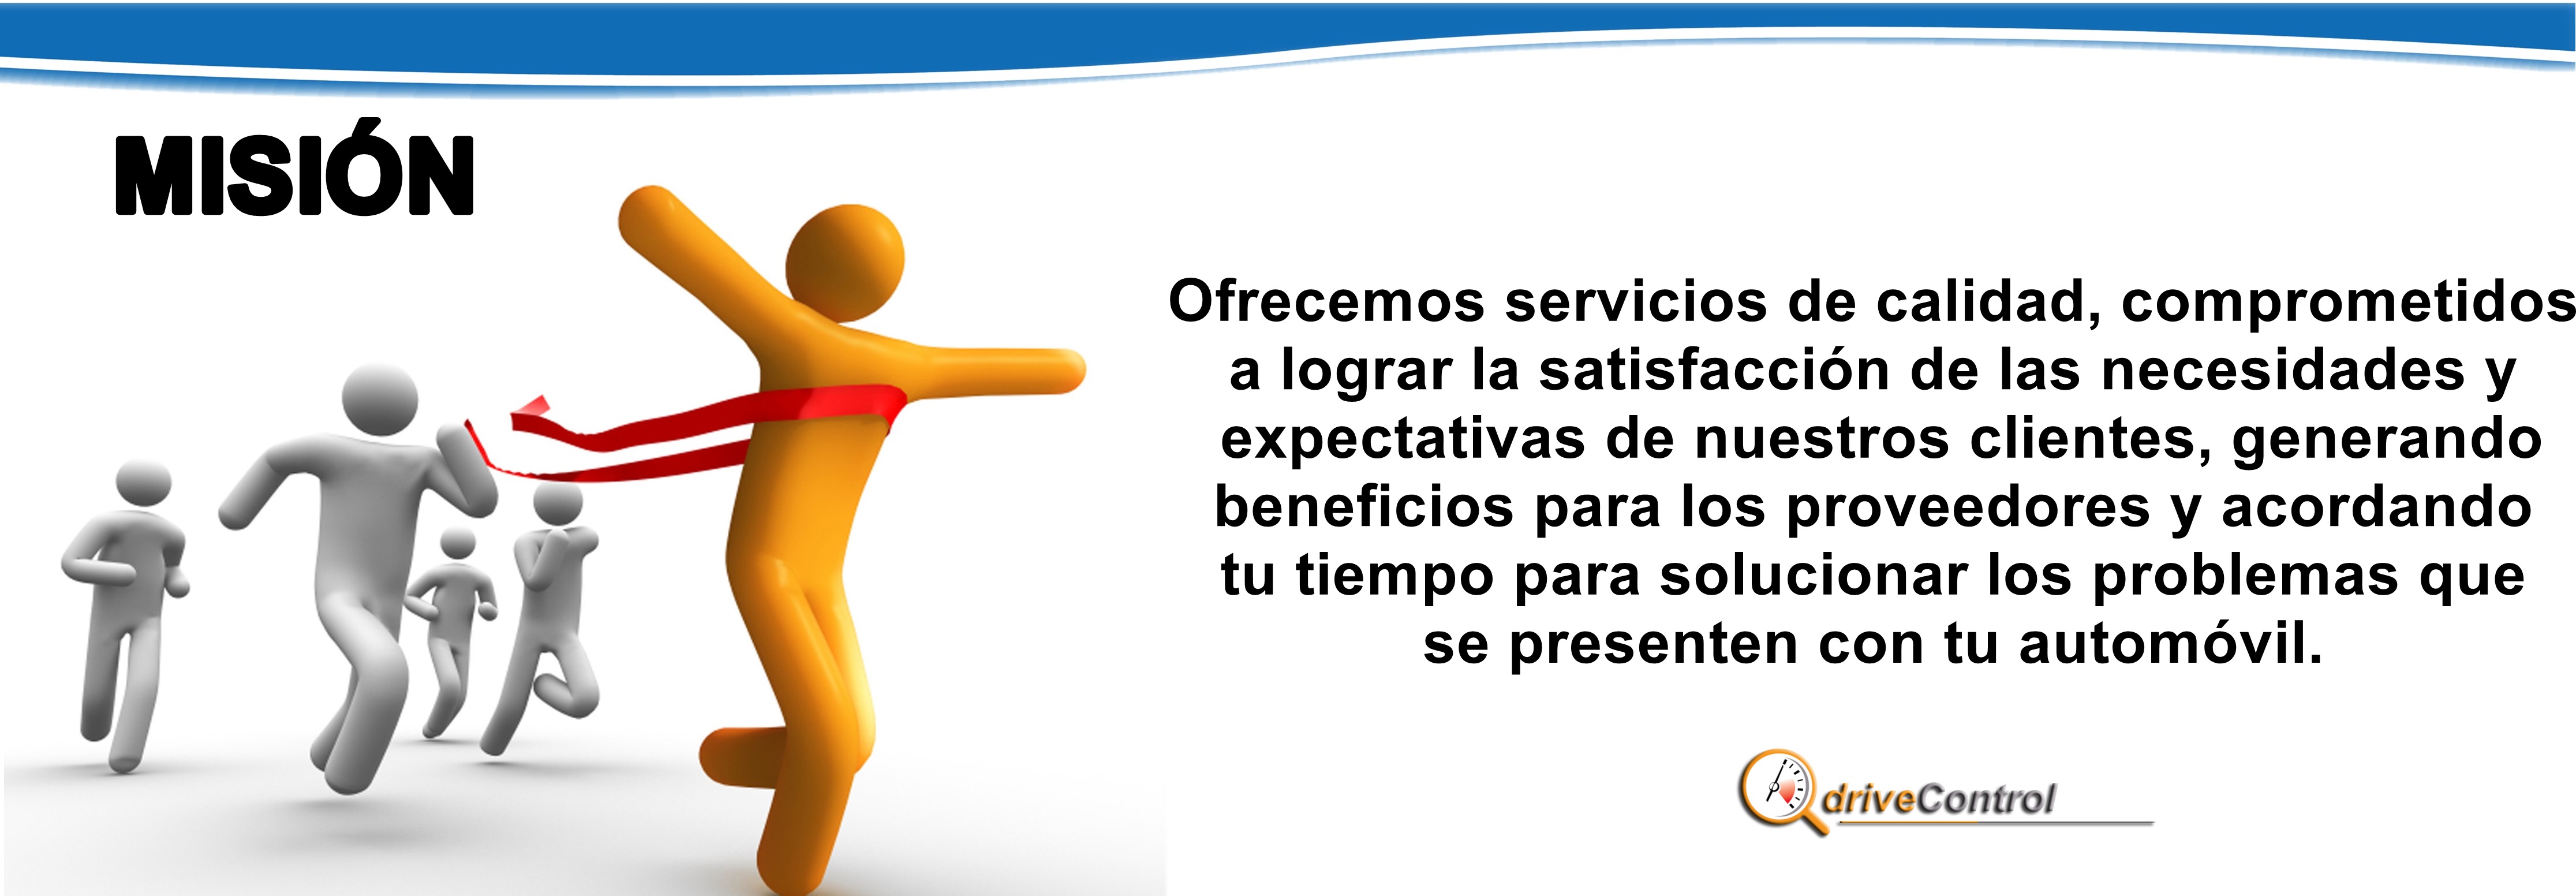 MISIÓN
Ofrecemos servicios de calidad, comprometidos
a lograr la satisfacción de las necesidades y
expectativas de nuestros clientes, generando
beneficios para los proveedores y acordando
tu tiempo para solucionar los problemas que
se presenten con tu automóvil.
driveControl